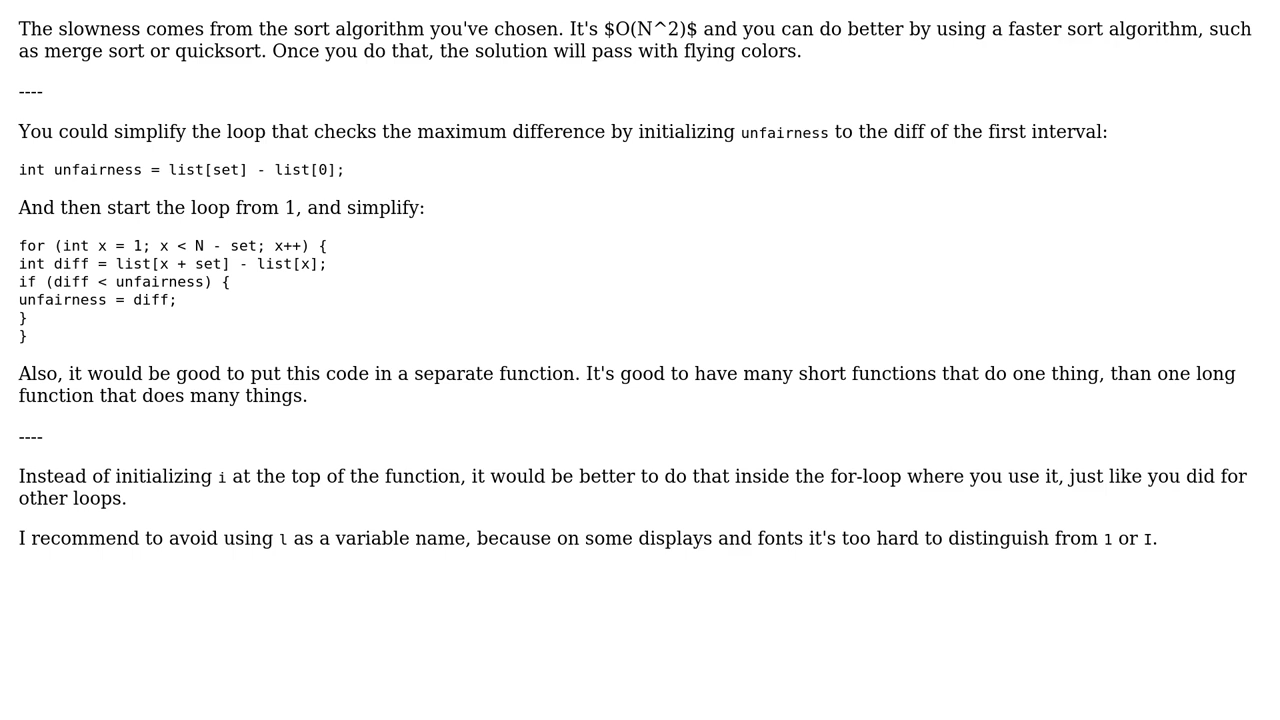 The slowness comes from the sort algorithm you've chosen. It's $O(N^2)$ and you can do better by using a faster sort algorithm, such
as merge sort or quicksort. Once you do that, the solution will pass with flying colors.
----
You could simplify the loop that checks the maximum difference by initializing unfairness to the diff of the first interval:
int unfairness = list[set] - list[0];
And then start the loop from 1, and simplify:
for (int x = 1; x < N - set; x++) {
int diff = list[x + set] - list[x];
if (diff < unfairness) {
unfairness = diff;
}
}
Also, it would be good to put this code in a separate function. It's good to have many short functions that do one thing, than one long
function that does many things.
----
Instead of initializing i at the top of the function, it would be better to do that inside the for-loop where you use it, just like you did for
other loops.
I recommend to avoid using l as a variable name, because on some displays and fonts it's too hard to distinguish from 1 or I.